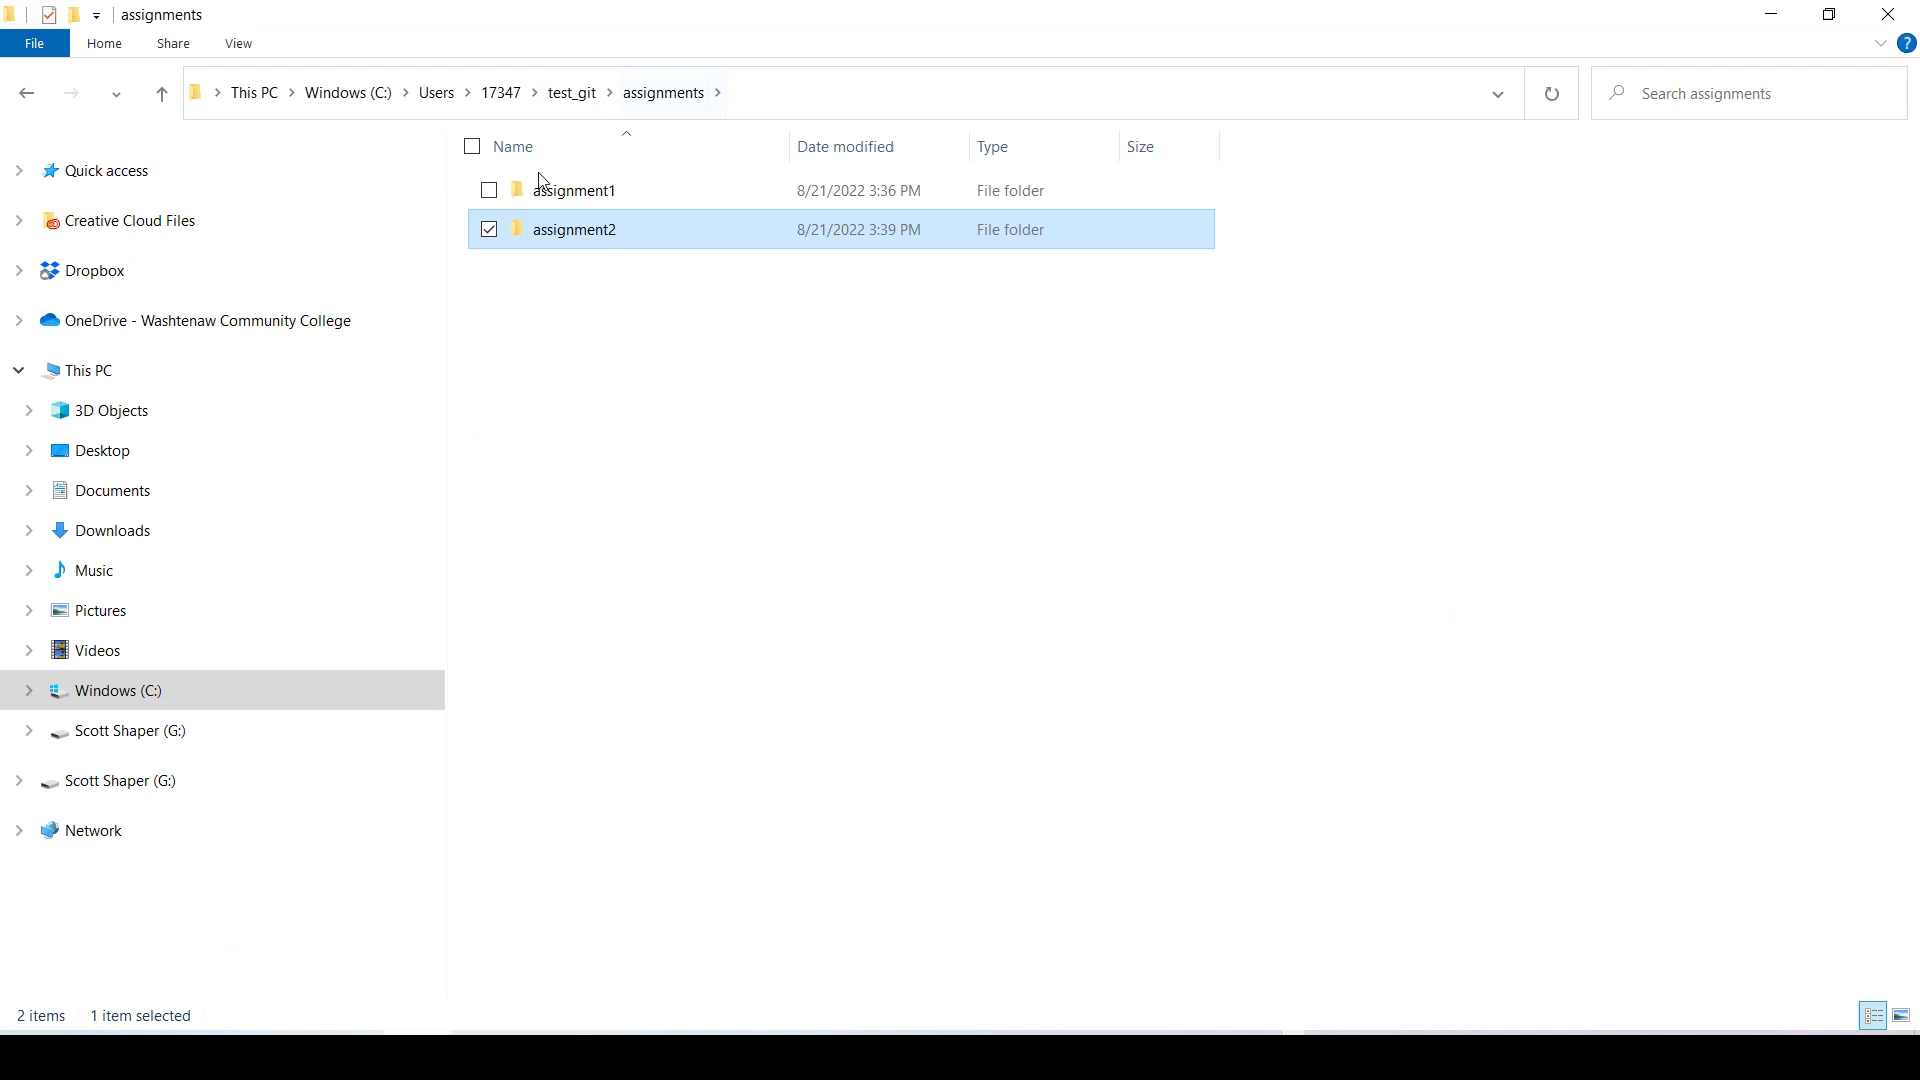 assignments
File Home Share View
This PC Windows (C:) Users 17347 test_git assignments
Search assignments
Name Date modified Type Size
assignment1 8/21/2022 3:36 PM File folder
assignment2 8/21/2022 3:39 PM File folder
Quick access
Creative Cloud Files
Dropbox
OneDrive - Washtenaw Community College
This PC
3D Objects
Desktop
Documents
Downloads
Music
Pictures
Videos
Windows (C:)
Scott Shaper (G:)
Scott Shaper (G:)
Network
2 items 1 item selected